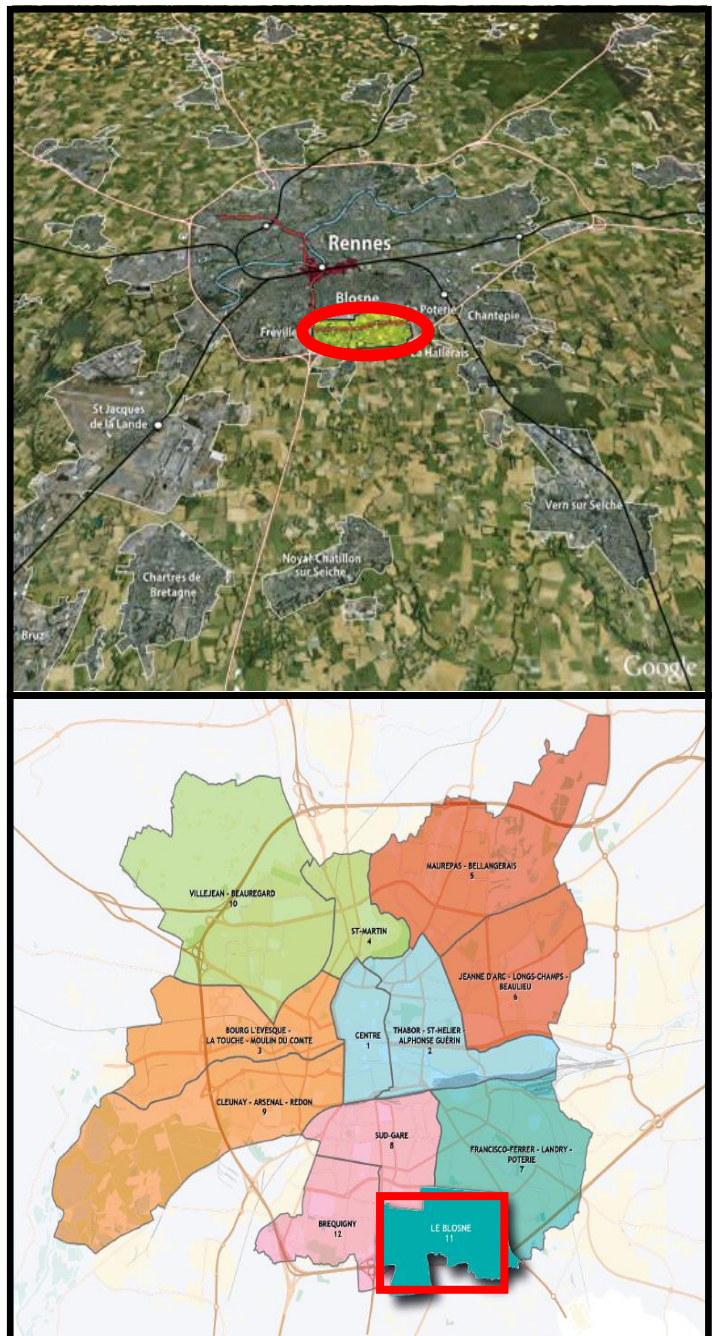 Rennes
Blosne
La Poterie
Chantepie
Fréville
La Hallerais
St Jacques
de la Lande
Vern sur Seiche
Noyal-Chatillon
sur Seiche
Chartres de
Bretagne
Bruz
Google
MAUREPAS - BELLANGERAIS
5
VILLEJEAN - BEAUREGARD
10
ST-MARTIN
4
JEANNE D'ARC - LONGS-CHAMPS -
BEAULIEU
6
BOURG L'EVESQUE -
LA TOUCHE - MOULIN DU COMTE
3
CENTRE
1
THABOR - ST-HELIER -
ALPHONSE GUÉRIN
2
CLEUNAY - ARSENAL - REDON
9
SUD-GARE
8
FRANCISCO-FERRER - LANDRY -
POTERIE
7
BREQUIGNY
12
LE BLOSNE
11